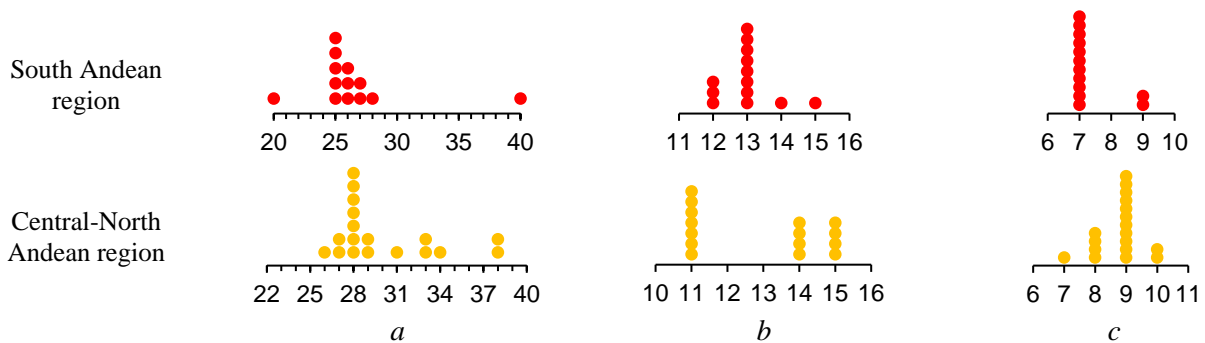 South Andean
region
20 25 30 35 40
11 12 13 14 15 16
6 7 8 9 10
Central-North
Andean region
22 25 28 31 34 37 40
10 11 12 13 14 15 16
6 7 8 9 10 11
a
b
c